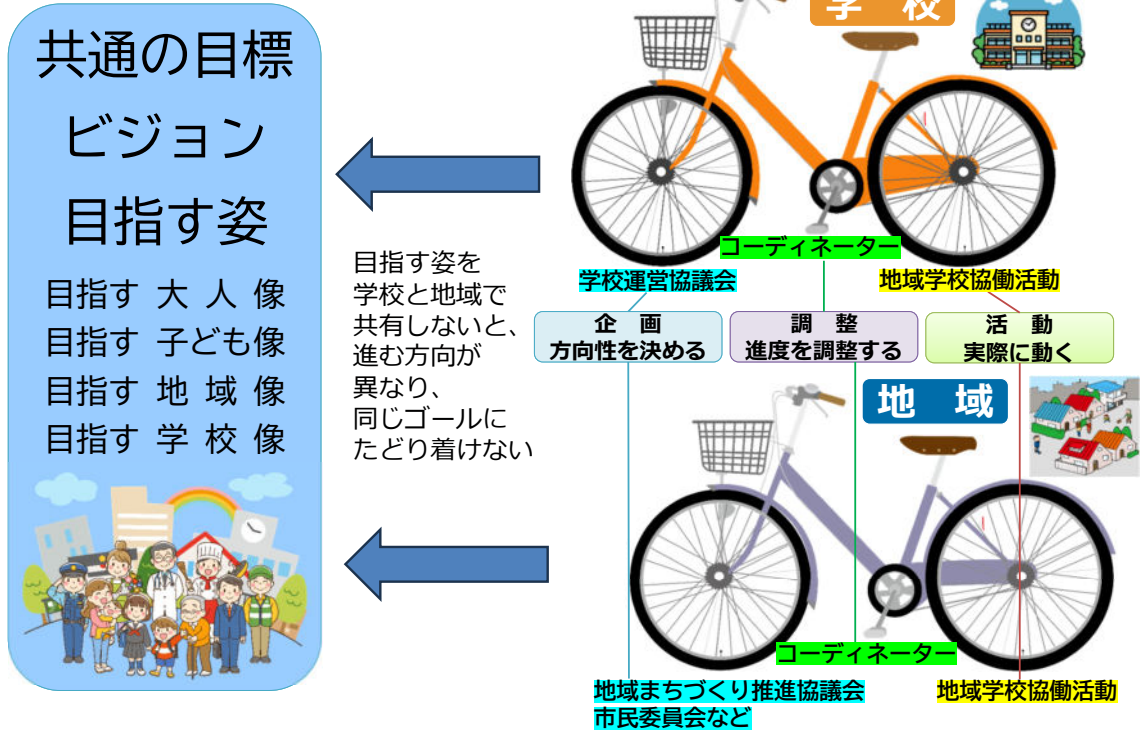 共通の目標
ビジョン
目指す姿
目指す 大 人 像
目指す 子ども像
目指す 地 域 像
目指す 学 校 像
目指す姿を
学校と地域で
共有しないと、
進む方向が
異なり、
同じゴールに
たどり着けない
学 校
コーディネーター
学校運営協議会
地域学校協働活動
企 画
方向性を決める
調 整
進度を調整する
活 動
実際に動く
地 域
コーディネーター
地域まちづくり推進協議会
市民委員会など
地域学校協働活動